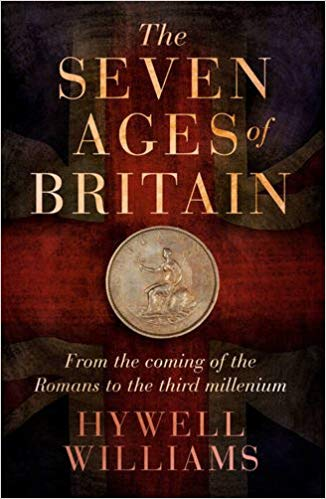 The
SEVEN
AGES of
BRITAIN
From the coming of the
Romans to the third millenium
HYWELL
WILLIAMS